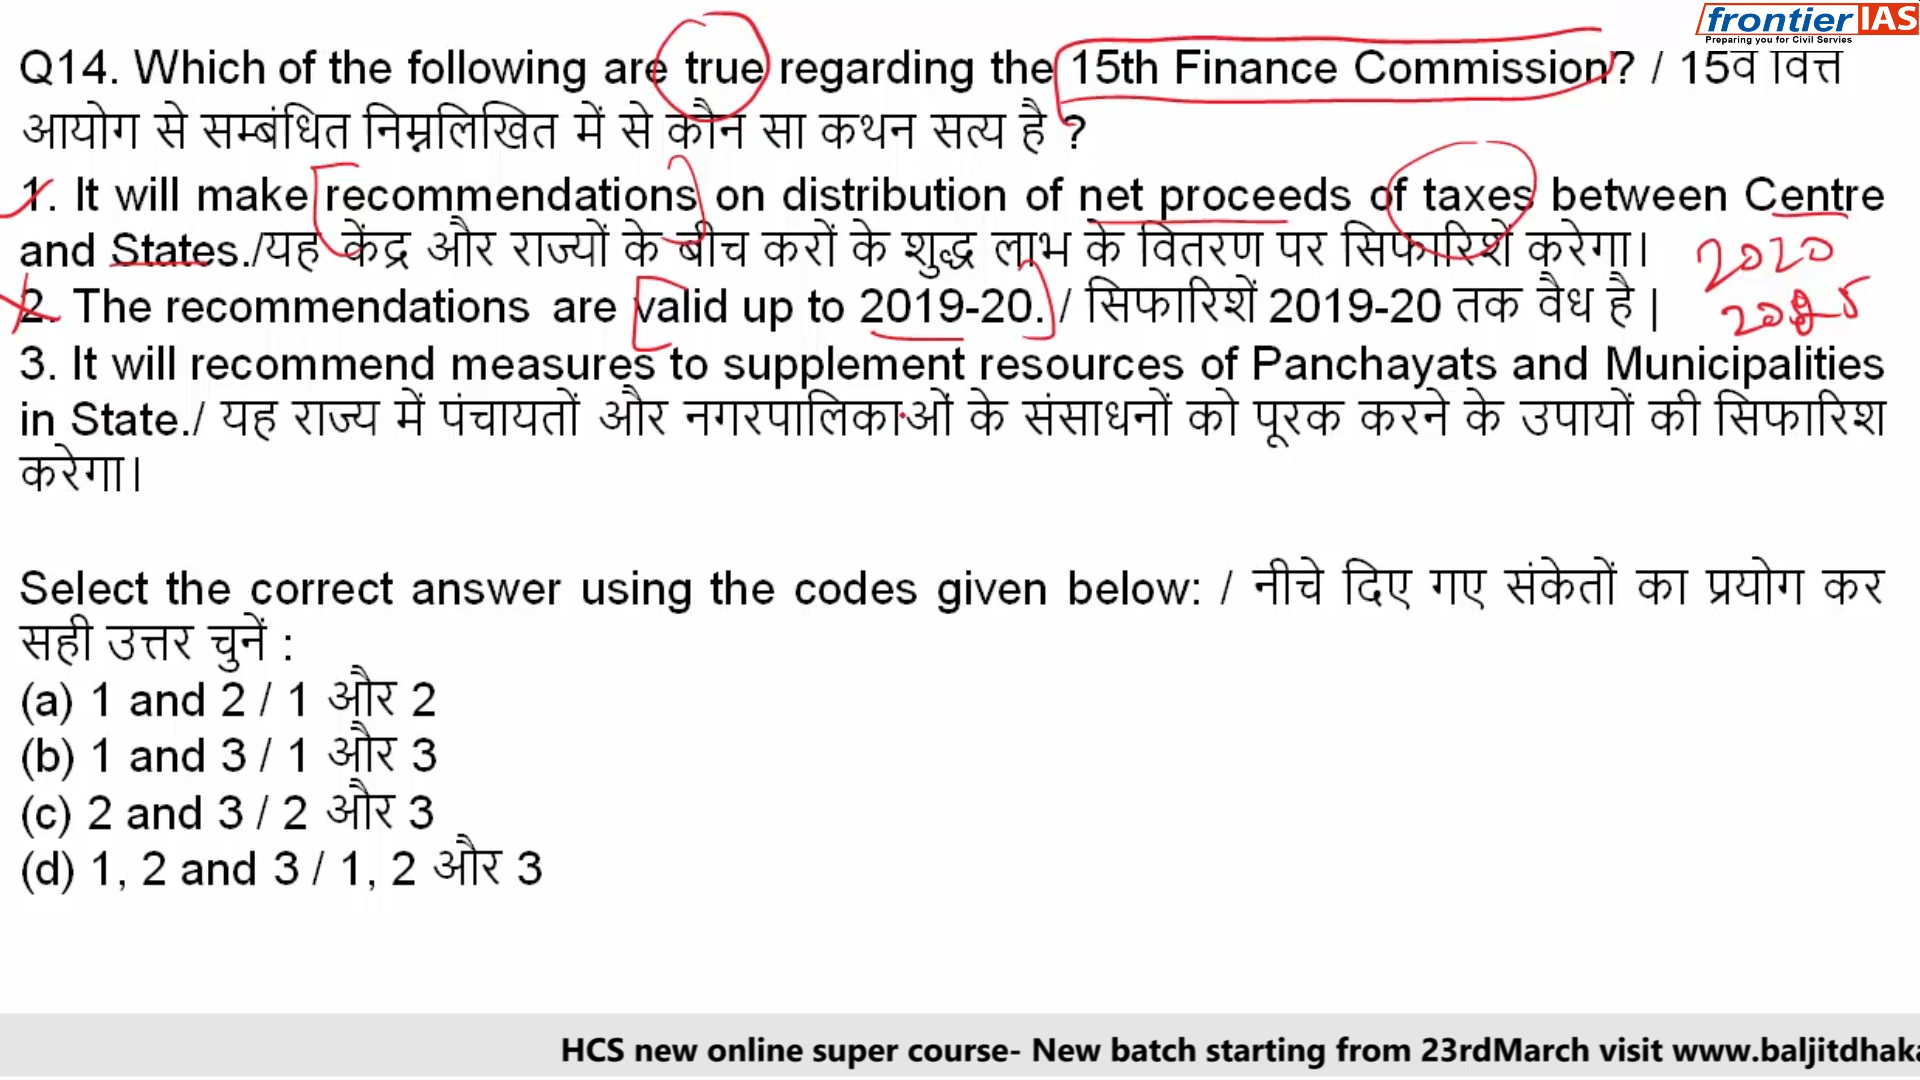 frontier IAS
Preparing you for Civil Servies
Q14. Which of the following are true regarding the 15th Finance Commission? / 15व वित्त
आयोग से सम्बंधित निम्नलिखित में से कौन सा कथन सत्य है ?
1. It will make recommendations on distribution of net proceeds of taxes between Centre
and States./यह केंद्र और राज्यों के बीच करों के शुद्ध लाभ के वितरण पर सिफारिशें करेगा।
2020
2. The recommendations are valid up to 2019-20. / सिफारिशें 2019-20 तक वैध है |
3. It will recommend measures to supplement resources of Panchayats and Municipalities
in State./ यह राज्य में पंचायतों और नगरपालिकाओं के संसाधनों को पूरक करने के उपायों की सिफारिश
करेगा।
Select the correct answer using the codes given below: / नीचे दिए गए संकेतों का प्रयोग कर
सही उत्तर चुनें :
(a) 1 and 2 / 1 और 2
(b) 1 and 3 / 1 और 3
(c) 2 and 3 / 2 और 3
(d) 1, 2 and 3 / 1, 2 और 3
HCS new online super course- New batch starting from 23rdMarch visit www.baljitdhaka